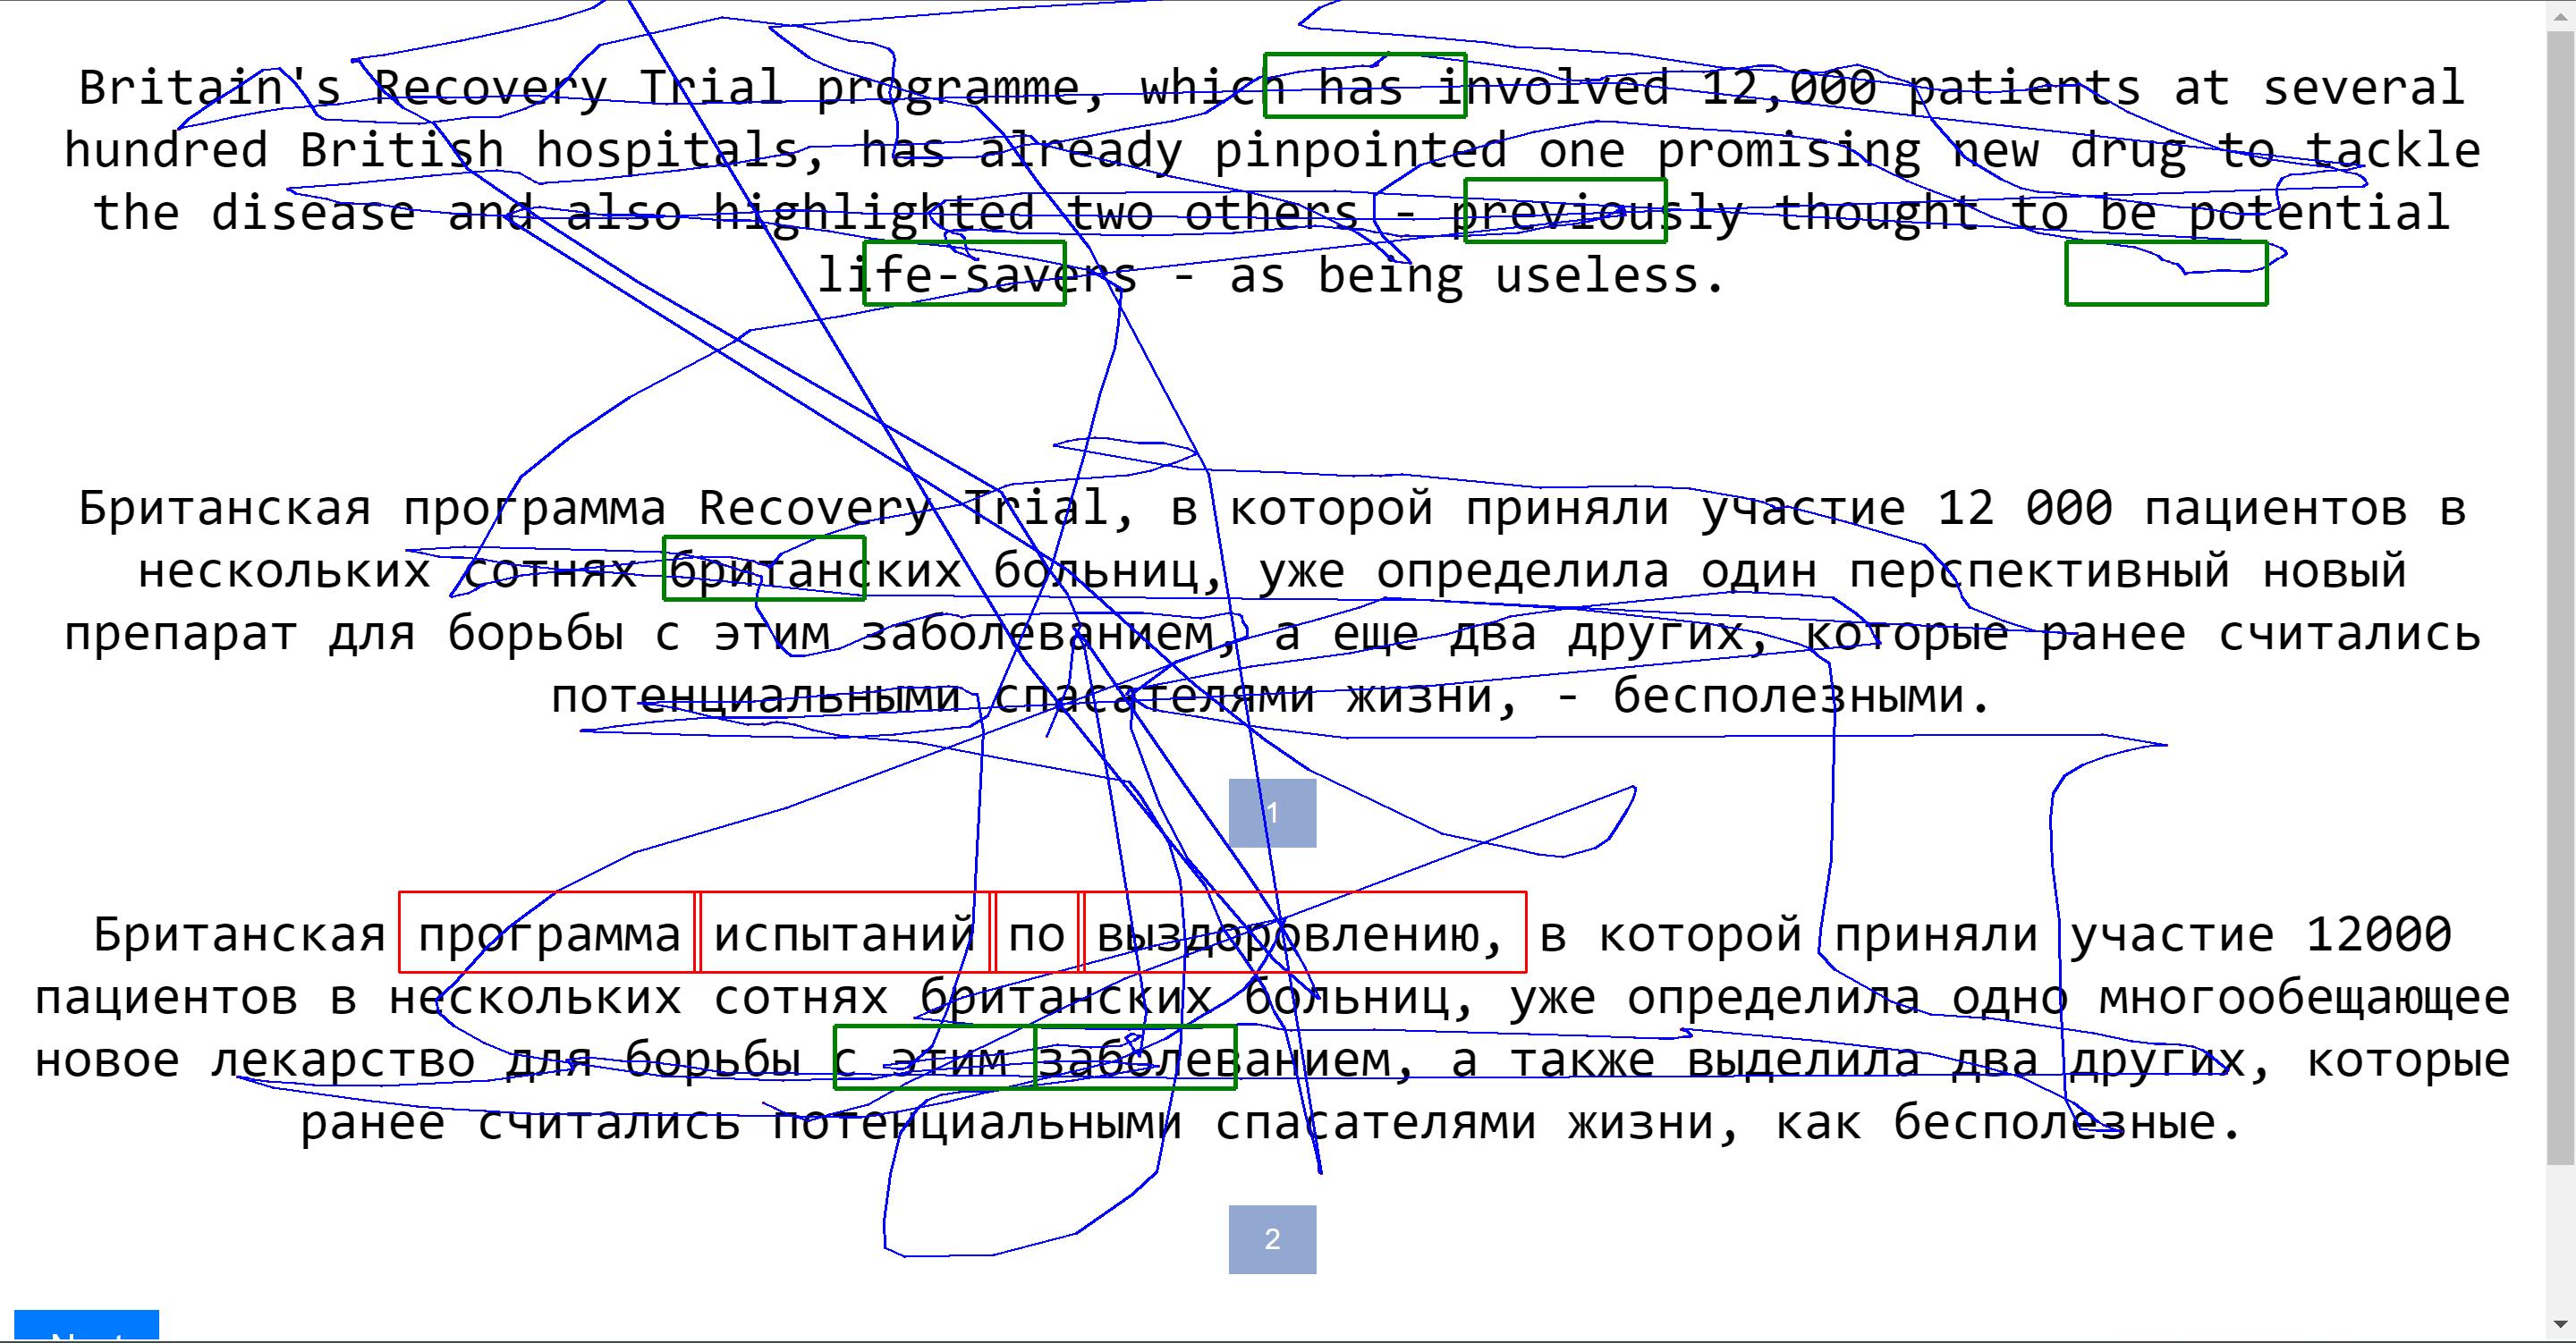 Britain's Recovery Trial programme, which has involved 12,000 patients at several
hundred British hospitals, has already pinpointed one promising new drug to tackle
the disease and also highlighted two others - previously thought to be potential
life-savers - as being useless.
Британская программа Recovery Trial, в которой приняли участие 12 000 пациентов в
нескольких сотнях британских больниц, уже определила один перспективный новый
препарат для борьбы с этим заболеванием, а еще два других, которые ранее считались
потенциальными спасателями жизни, - бесполезными.
1
Британская программа испытаний по выздоровлению, в которой приняли участие 12000
пациентов в нескольких сотнях британских больниц, уже определила одно многообещающее
новое лекарство для борьбы с этим заболеванием, а также выделила два других, которые
ранее считались потенциальными спасателями жизни, как бесполезные.
2